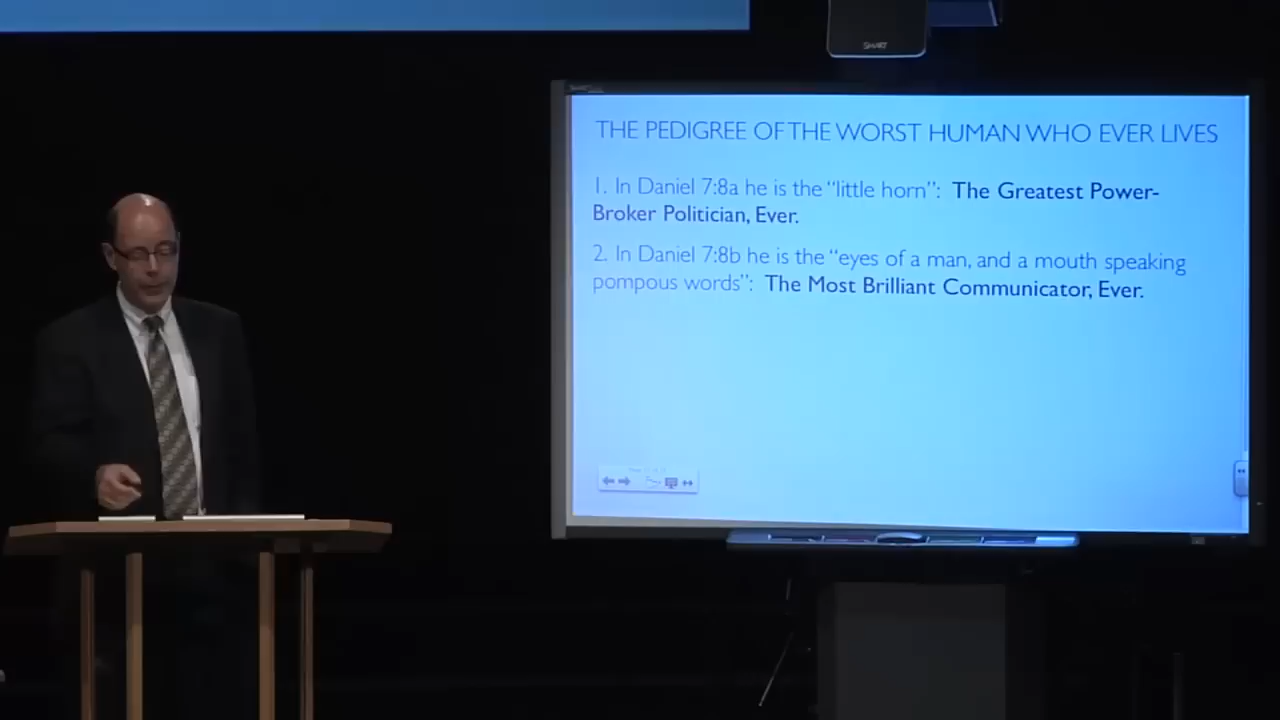 SMART
THE PEDIGREE OF THE WORST HUMAN WHO EVER LIVES
1. In Daniel 7:8a he is the “little horn”: The Greatest Power-
Broker Politician, Ever.
2. In Daniel 7:8b he is the “eyes of a man, and a mouth speaking
pompous words”: The Most Brilliant Communicator, Ever.